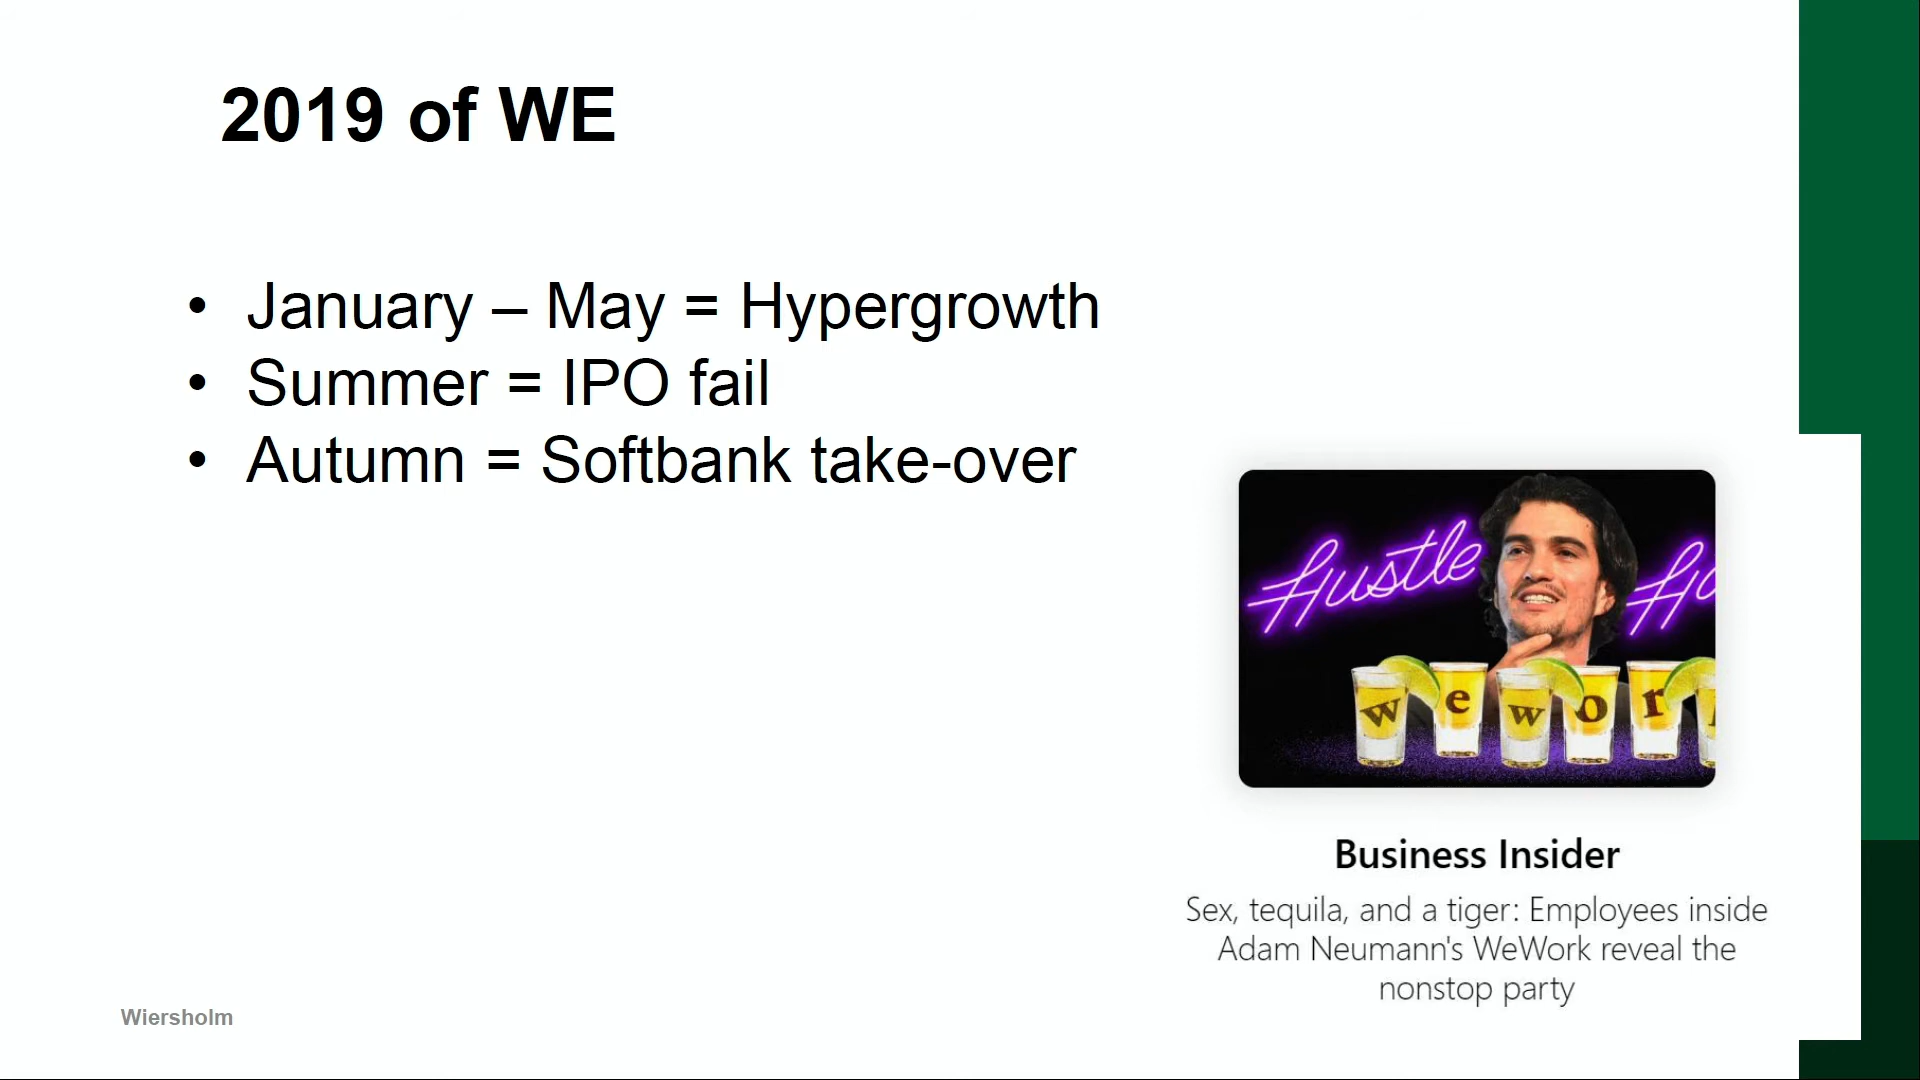 2019 of WE
• January – May = Hypergrowth
• Summer = IPO fail
• Autumn = Softbank take-over
Hustle
w e w o r
Business Insider
Sex, tequila, and a tiger: Employees inside
Adam Neumann's WeWork reveal the
nonstop party
Wiersholm